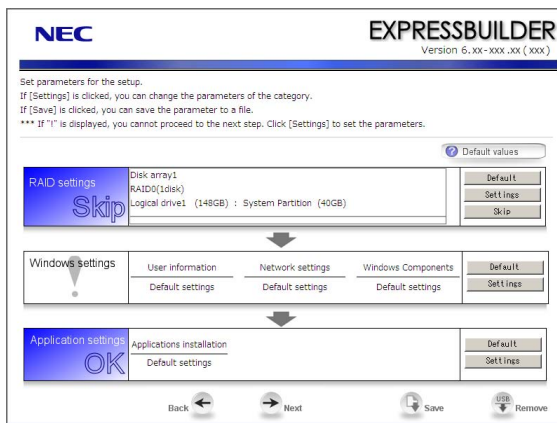 NEC
EXPRESSBUILDER
Version 6.xx-xxx.xx (xxx)
Set parameters for the setup.
If [Settings] is clicked, you can change the parameters of the category.
If [Save] is clicked, you can save the parameter to a file.
*** If "!" is displayed, you cannot proceed to the next step. Click [Settings] to set the parameters.
? Default values
RAID settings
Skip
Disk array1
RAID0(1disk)
Logical drive1 (148GB) : System Partition (40GB)
Default
Settings
Skip
Windows settings
!
User information
Network settings
Windows Components
Default settings
Default settings
Default settings
Default
Settings
Application settings
OK
Applications installation
Default settings
Default
Settings
Back
Next
Save
USB
Remove